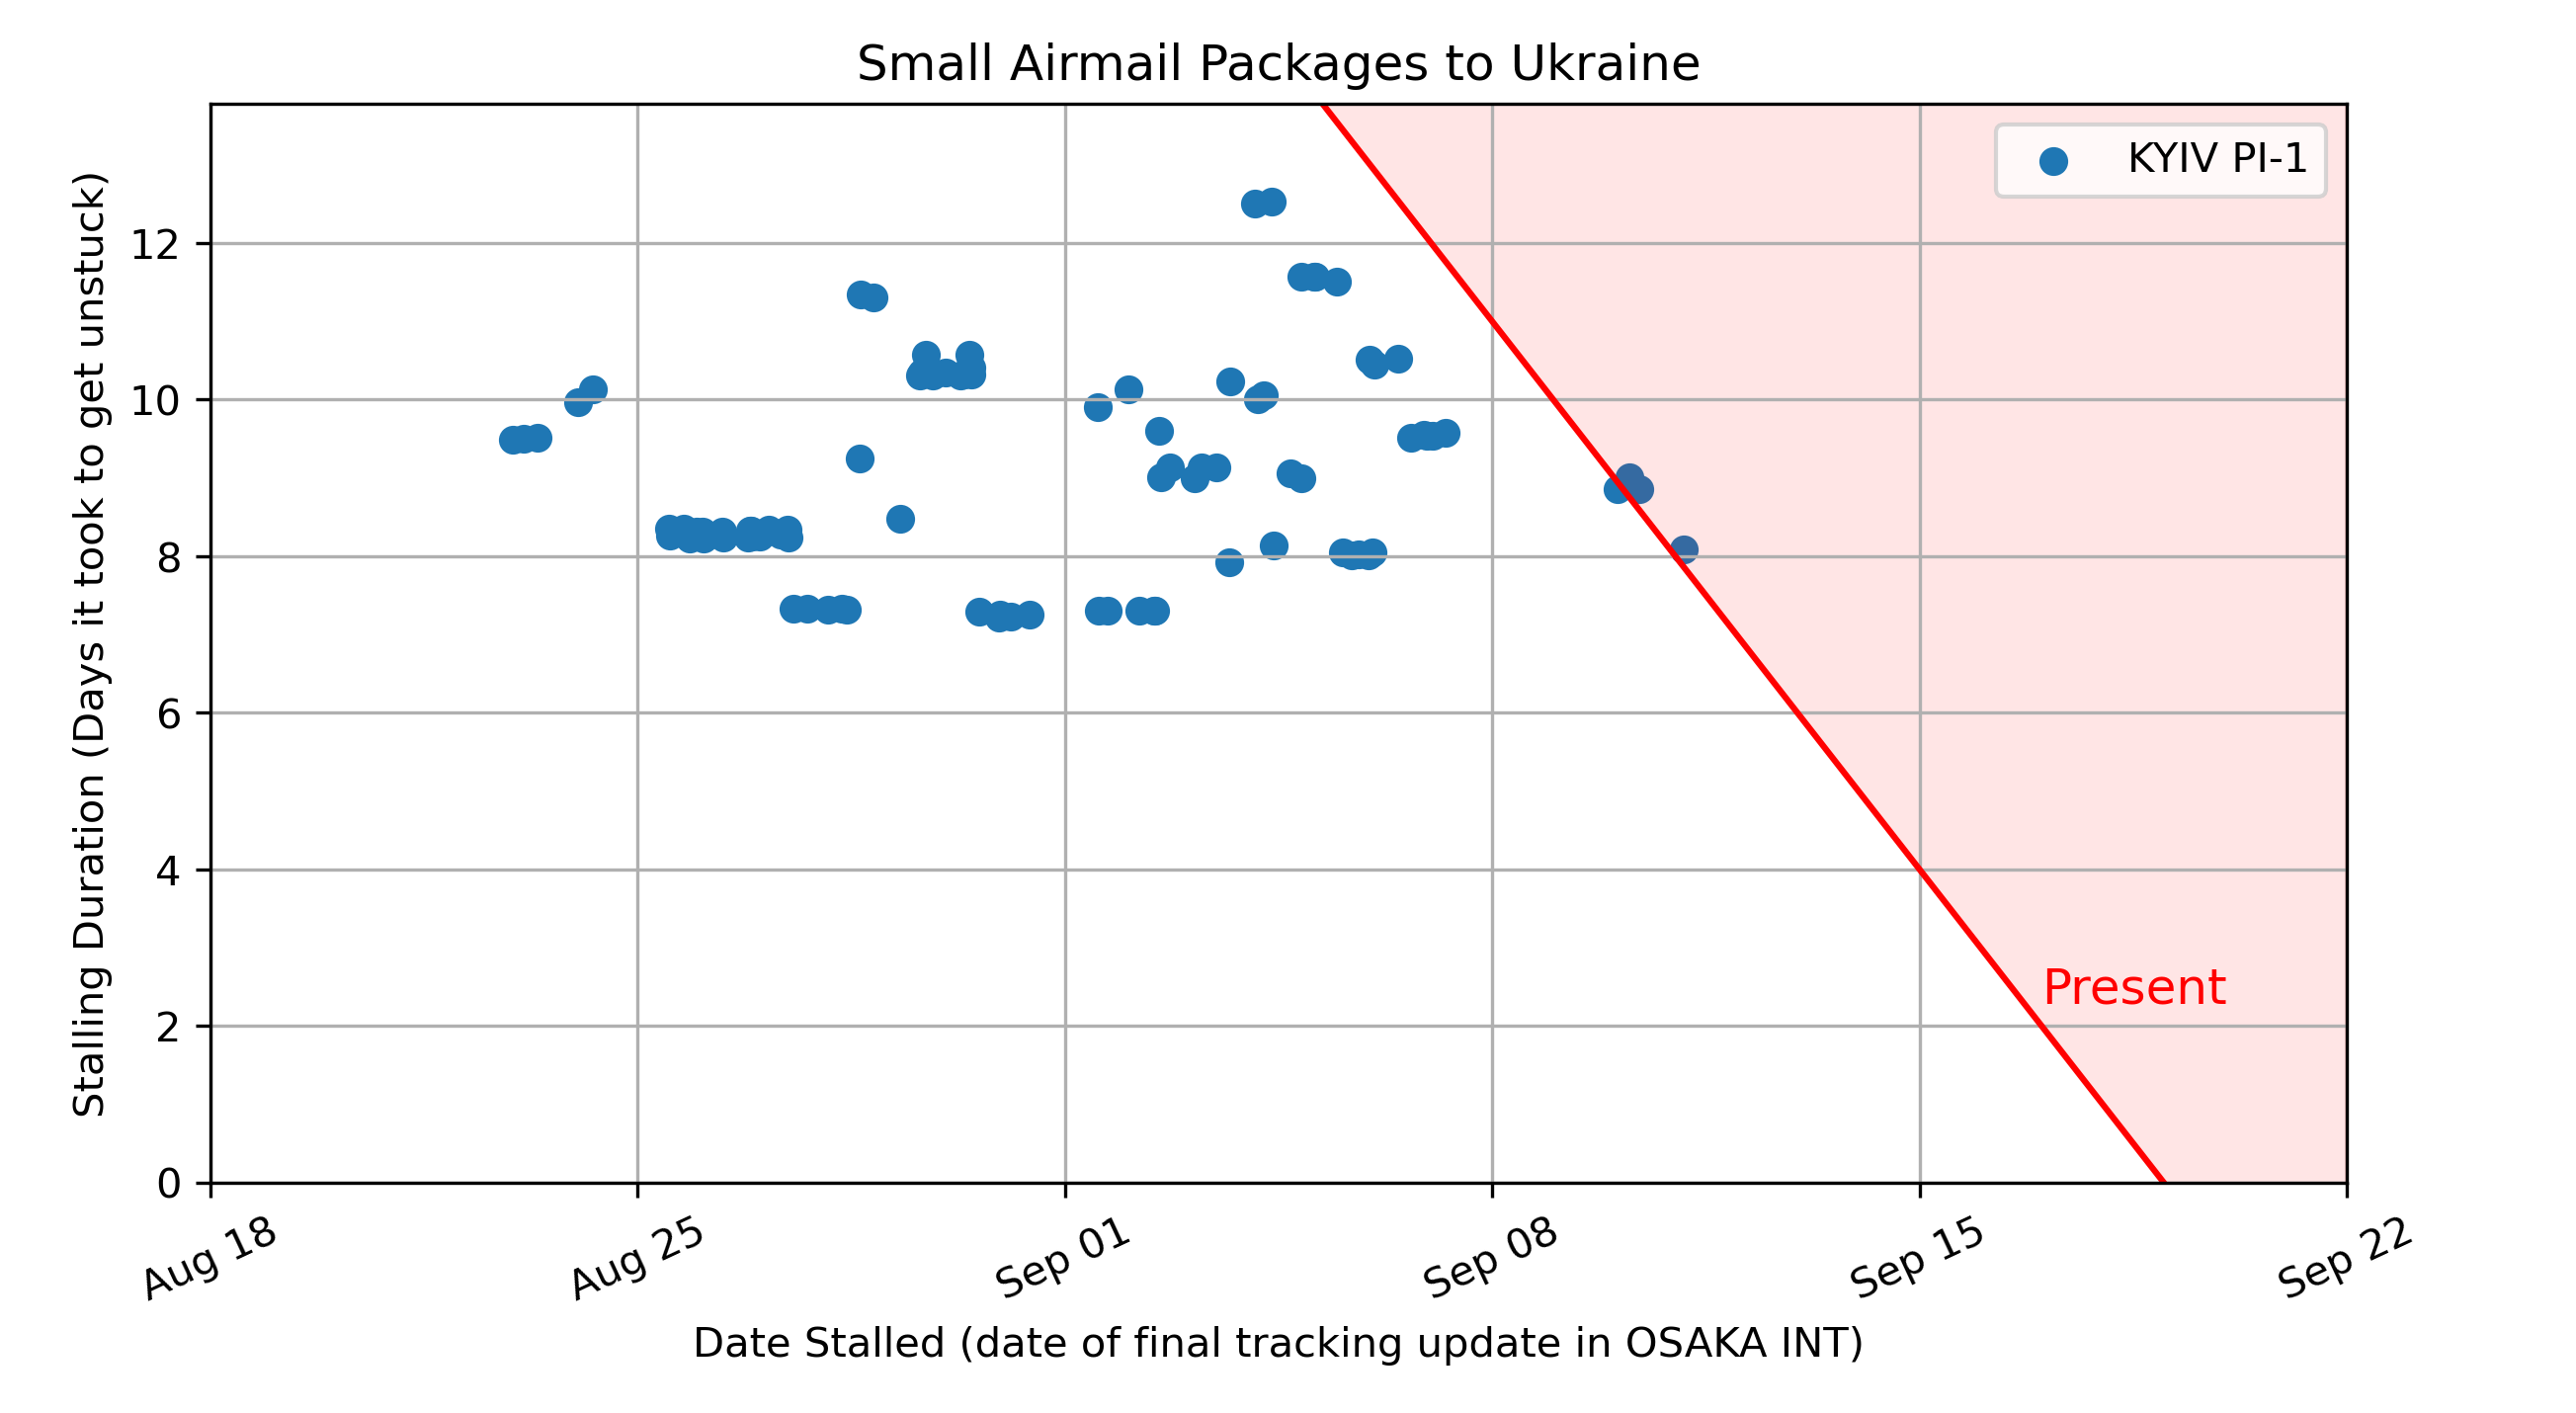 Small Airmail Packages to Ukraine
KYIV PI-1
Stalling Duration (Days it took to get unstuck)
12
10
8
6
4
2
0
Present
Aug 18
Aug 25
Sep 01
Sep 08
Sep 15
Sep 22
Date Stalled (date of final tracking update in OSAKA INT)